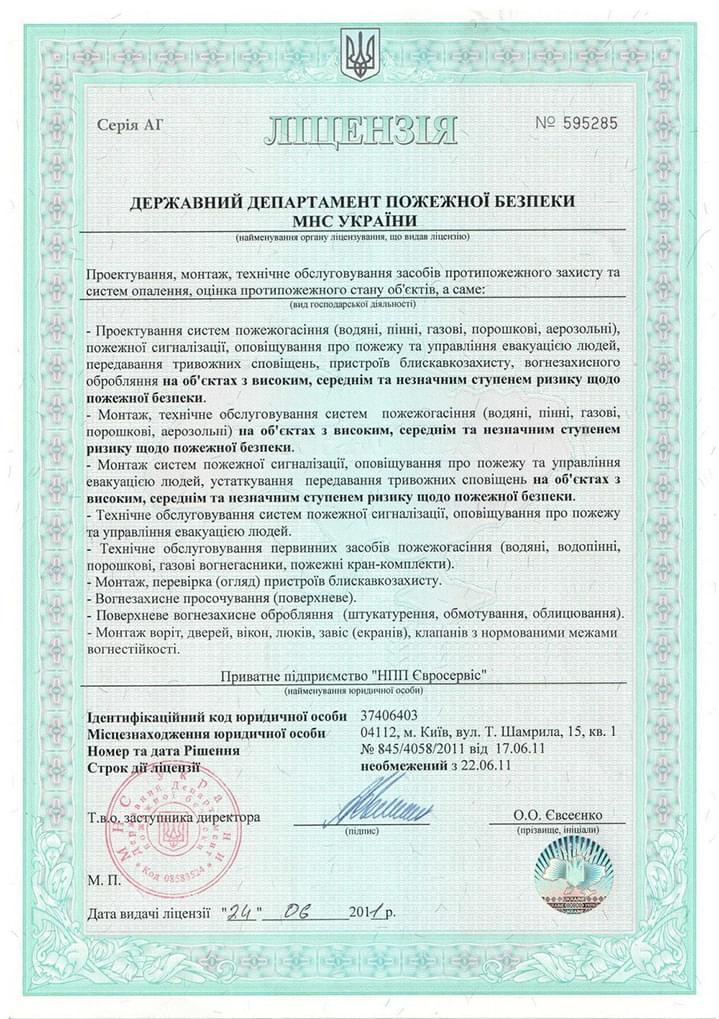 Серія АГ
ЛІЦЕНЗІЯ
№ 595285
ДЕРЖАВНИЙ ДЕПАРТАМЕНТ ПОЖЕЖНОЇ БЕЗПЕКИ
МНС УКРАЇНИ
(найменування органу ліцензування, що видав ліцензію)
Проектування, монтаж, технічне обслуговування засобів протипожежного захисту та
систем опалення, оцінка протипожежного стану об'єктів, а саме:
(вид господарської діяльності)
- Проектування систем пожежогасіння (водяні, пінні, газові, порошкові, аерозольні),
пожежної сигналізації, оповіщування про пожежу та управління евакуацією людей,
передавання тривожних сповіщень, пристроїв блискавкозахисту, вогнезахисного
обробляння на об'єктах з високим, середнім та незначним ступенем ризику щодо
пожежної безпеки.
- Монтаж, технічне обслуговування систем пожежогасіння (водяні, пінні, газові,
порошкові, аерозольні) на об'єктах з високим, середнім та незначним ступенем
ризику щодо пожежної безпеки.
- Монтаж систем пожежної сигналізації, оповіщування про пожежу та управління
евакуацією людей, устаткування передавання тривожних сповіщень на об'єктах з
високим, середнім та незначним ступенем ризику щодо пожежної безпеки.
- Технічне обслуговування систем пожежної сигналізації, оповіщування про пожежу
та управління евакуацією людей.
- Технічне обслуговування первинних засобів пожежогасіння (водяні, водопінні,
порошкові, газові вогнегасники, пожежні кран-комплекти).
- Монтаж, перевірка (огляд) пристроїв блискавкозахисту.
- Вогнезахисне просочування (поверхневе).
- Поверхневе вогнезахисне обробляння (штукатурення, обмотування, облицювання).
- Монтаж воріт, дверей, вікон, люків, завіс (екранів), клапанів з нормованими межами
вогнестійкості.
Приватне підприємство "НПП Євросервіс"
(найменування юридичної особи)
Ідентифікаційний код юридичної особи 37406403
Місцезнаходження юридичної особи 04112, м. Київ, вул. Т. Шамрила, 15, кв. 1
Номер та дата Рішення № 845/4058/2011 від 17.06.11
Строк дії ліцензії необмежений з 22.06.11
Т.в.о. заступника директора
(підпис)
О.О. Євсеєнко
(прізвище, ініціали)
МНС України
Державний Департамент
пожежної безпеки
Код 08583524
М. П.
Дата видачі ліцензії "24" 06 2011 р.